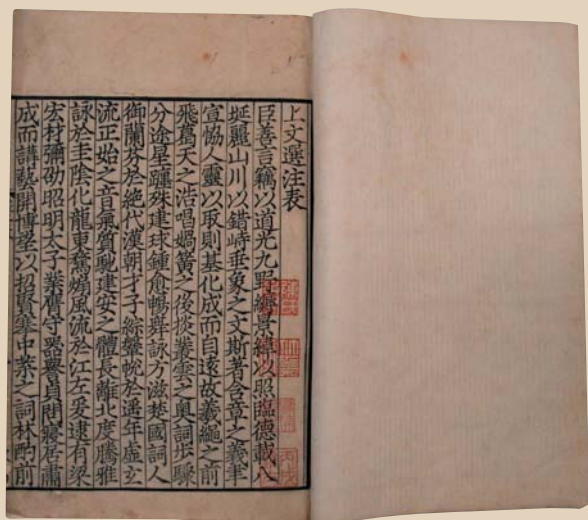 上文選注表
臣善言竊以道光九野縟景緯以照臨德載八
埏麗山川以錯峙垂象之文斯著含章之義聿
宣恊人靈以取則基化成而自遠故羲繩之前
飛葛天之浩唱媧簧之後掞叢雲之奥詞步驟
分途星躔殊建球鍾愈暢舞詠方滋楚國詞人
御蘭芬於絕代漢朝才子綜鞶帨於遥年虛玄
流正始之音氣質馳建安之體長離北度騰雅
詠於圭陰化龍東騖煽風流於江左爰逮有梁
宏材彌劭昭明太子業膺守器譽貞問寢居肅
成而講藝開博望以招賢搴中葉之詞林酌前